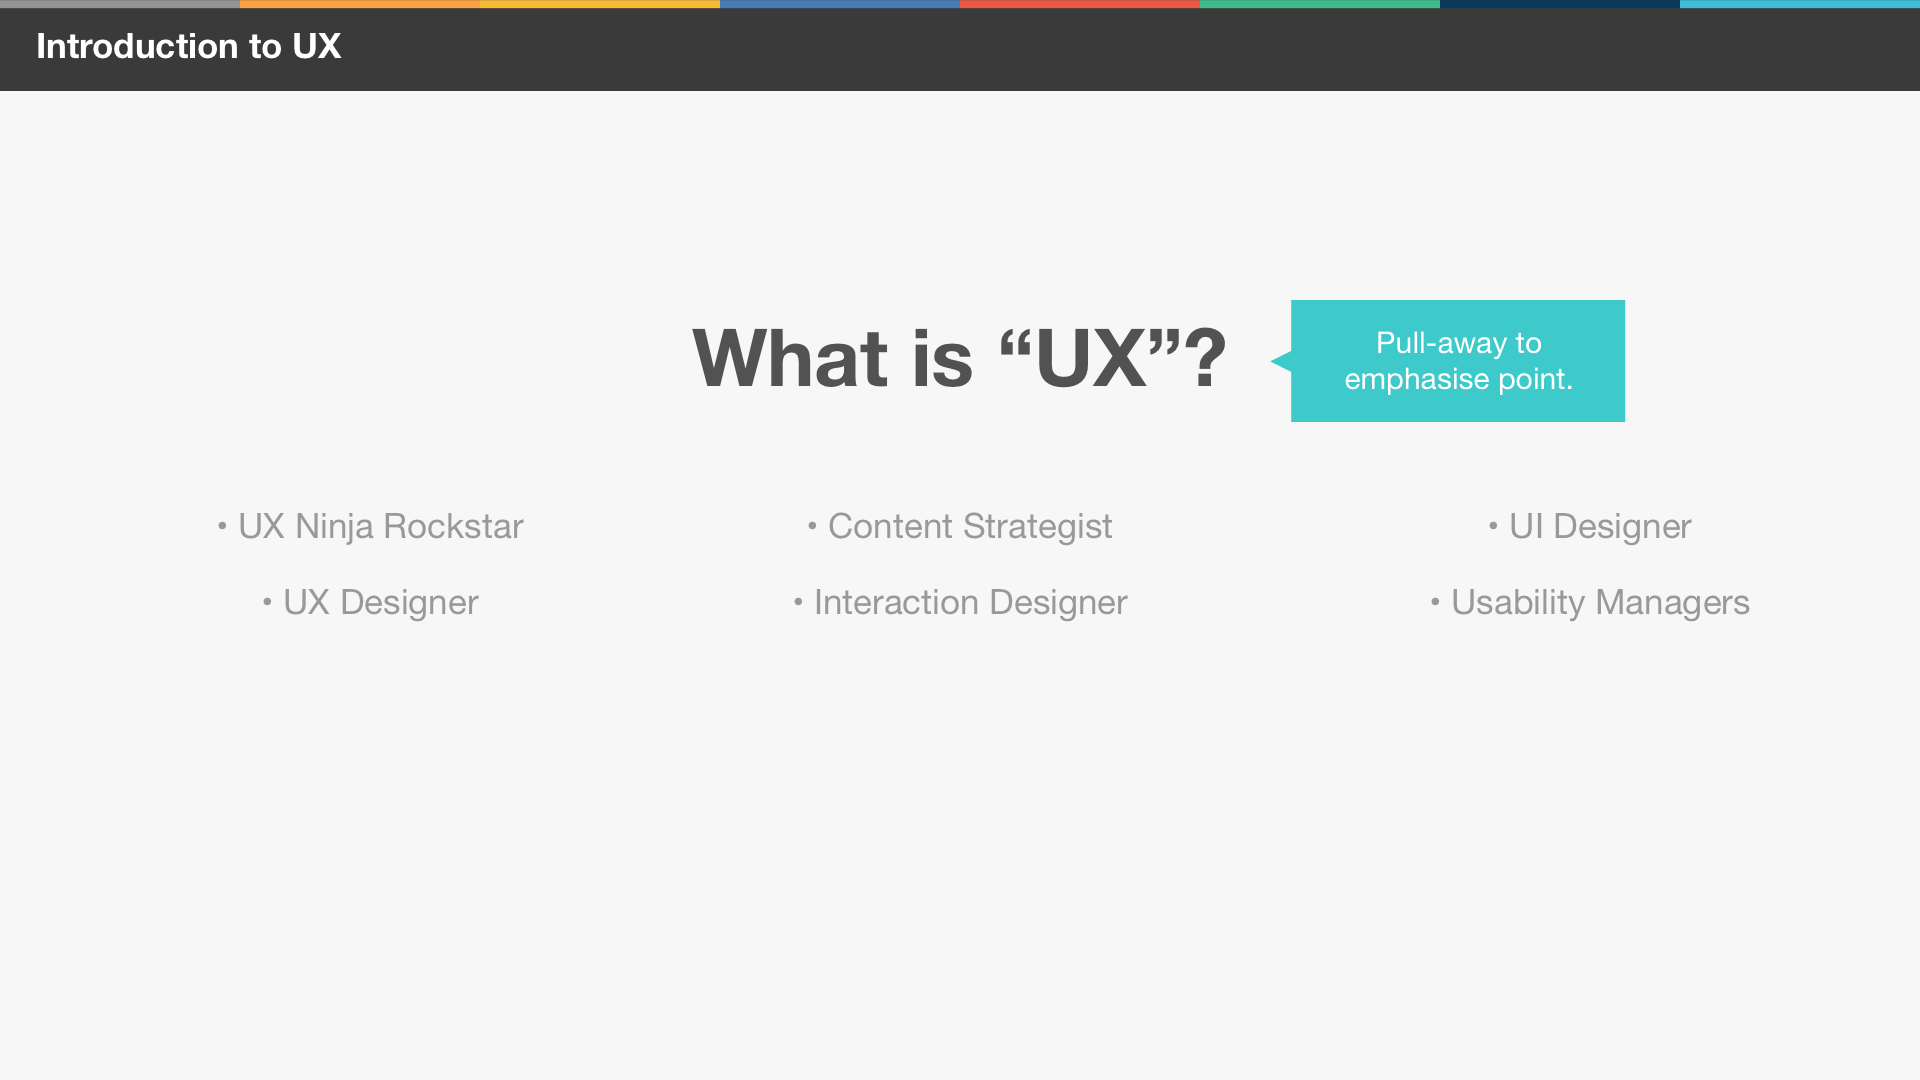 Introduction to UX
What is “UX”?
Pull-away to
emphasise point.
• UX Ninja Rockstar
• UX Designer
• Content Strategist
• Interaction Designer
• UI Designer
• Usability Managers